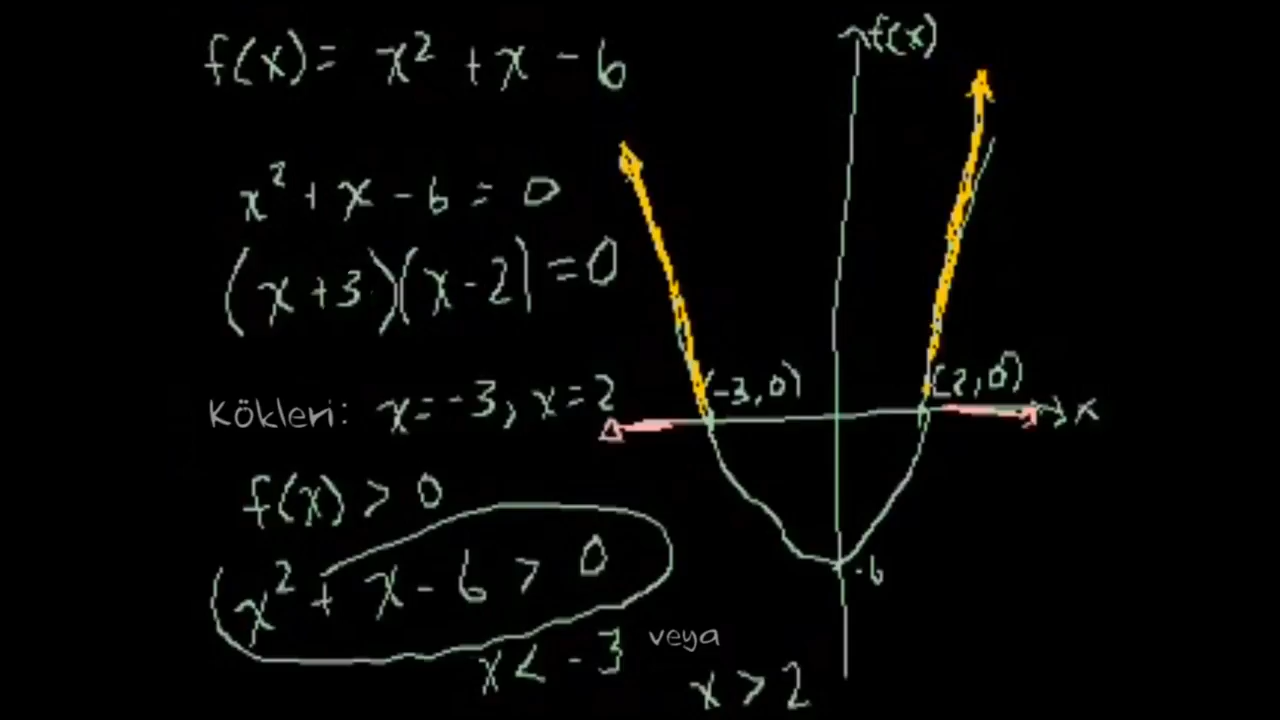 f(x) = x² + x - 6
x² + x - 6 = 0
(x + 3)(x - 2) = 0
Kökleri: x = -3, x = 2
f(x) > 0
x² + x - 6 > 0
x < -3 veya
x > 2
f(x)
(-3, 0)
(2, 0)
x
-6